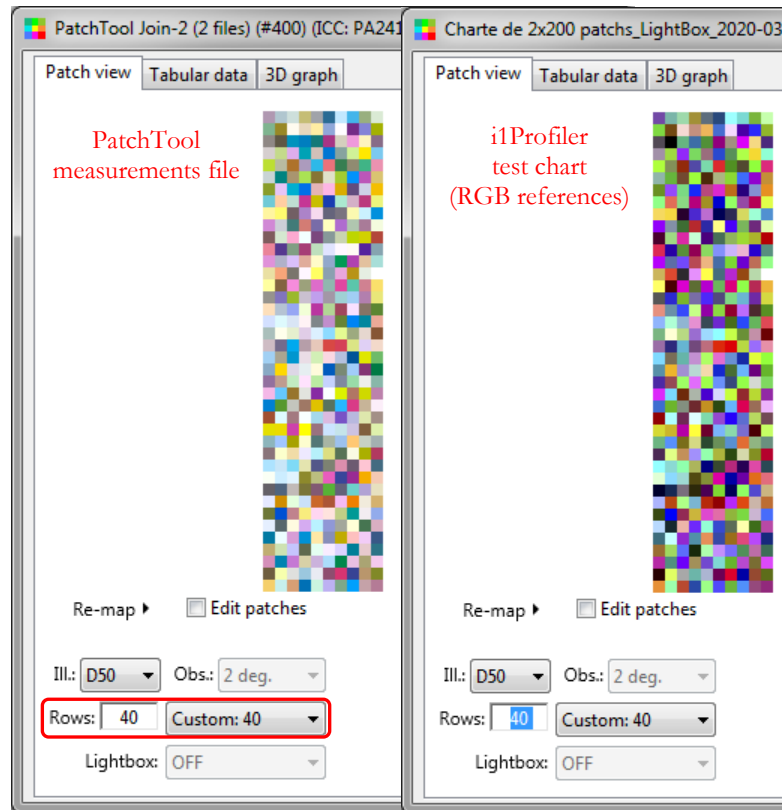 PatchTool Join-2 (2 files) (#400) (ICC: PA241
Patch view
Tabular data
3D graph
PatchTool
measurements file
Re-map
Edit patches
Ill.:
D50
Obs.:
2 deg.
Rows:
40
Custom: 40
Lightbox:
OFF
Charte de 2x200 patchs_LightBox_2020-03
Patch view
Tabular data
3D graph
i1Profiler
test chart
(RGB references)
Re-map
Edit patches
Ill.:
D50
Obs.:
2 deg.
Rows:
40
Custom: 40
Lightbox:
OFF